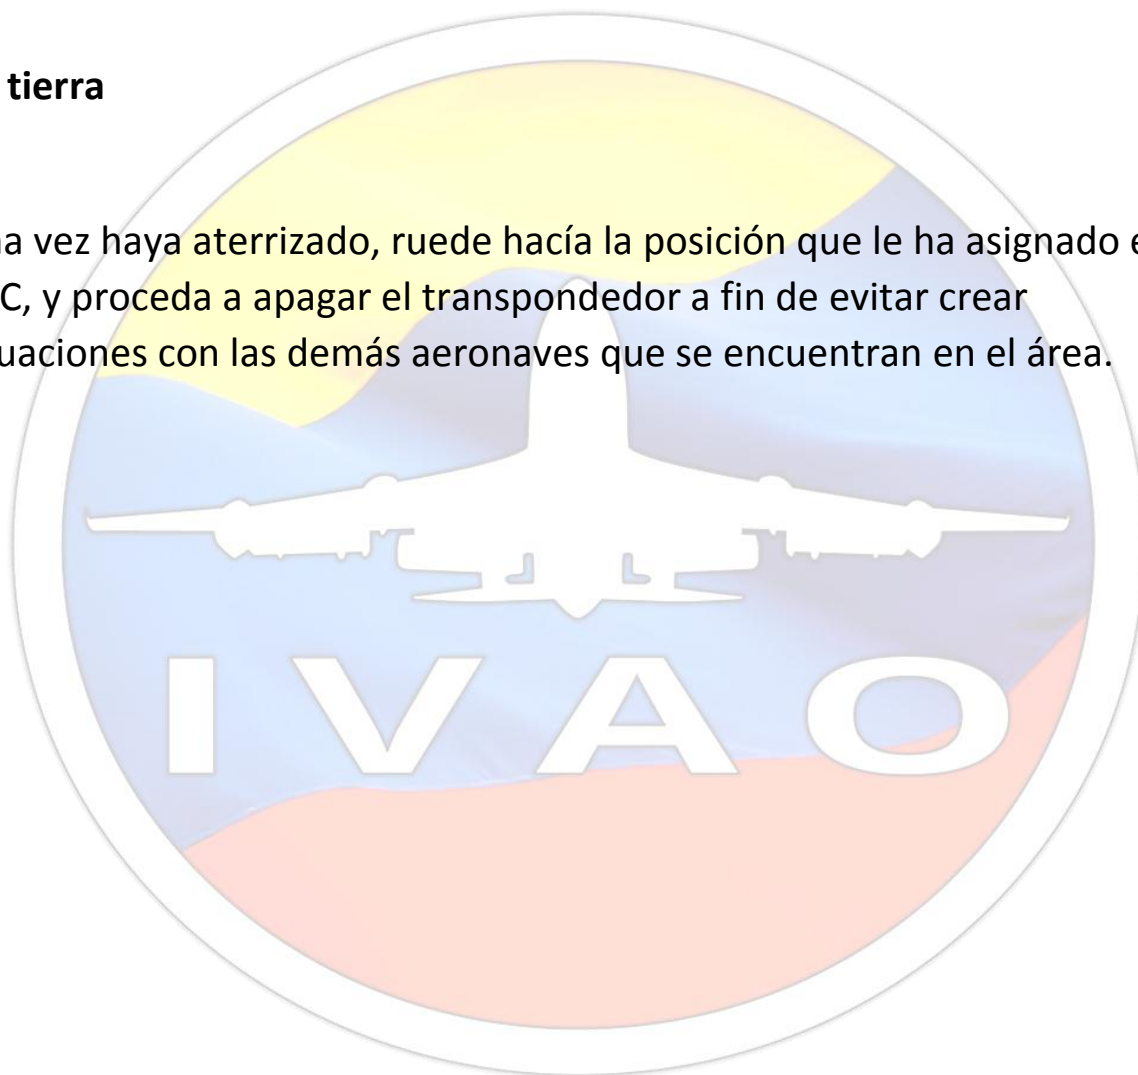 tierra
a vez haya aterrizado, ruede hacía la posición que le ha asignado e
C, y proceda a apagar el transpondedor a fin de evitar crear
uaciones con las demás aeronaves que se encuentran en el área.
IVAO